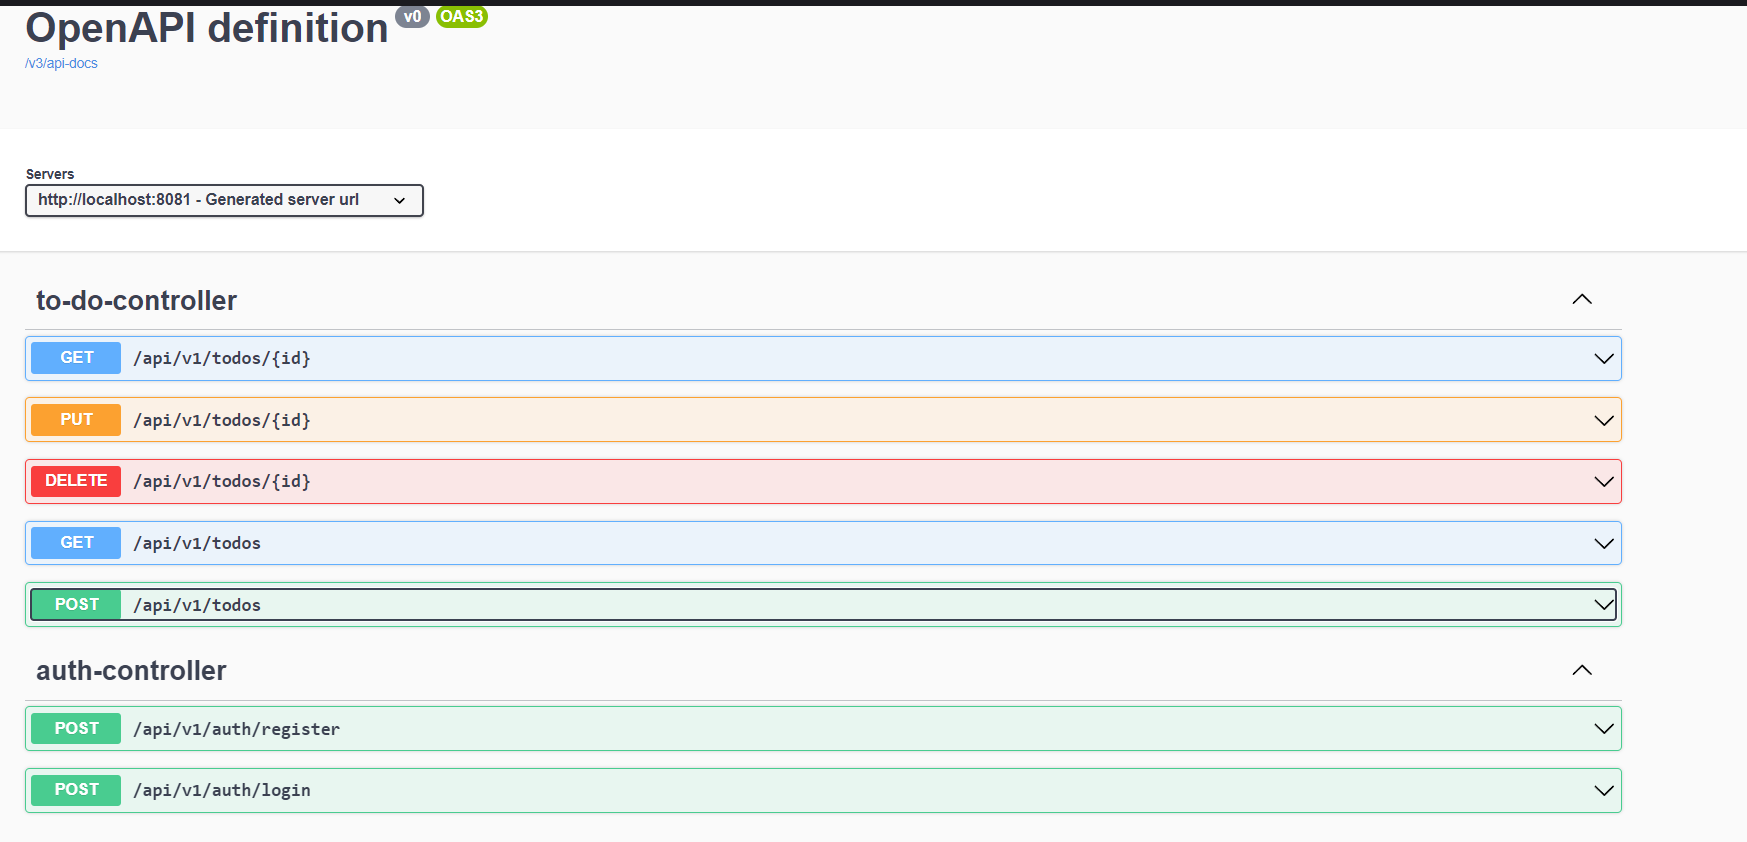 OpenAPI definition v0 OAS3
/v3/api-docs
Servers
http://localhost:8081 - Generated server url
to-do-controller
GET /api/v1/todos/{id}
PUT /api/v1/todos/{id}
DELETE /api/v1/todos/{id}
GET /api/v1/todos
POST /api/v1/todos
auth-controller
POST /api/v1/auth/register
POST /api/v1/auth/login